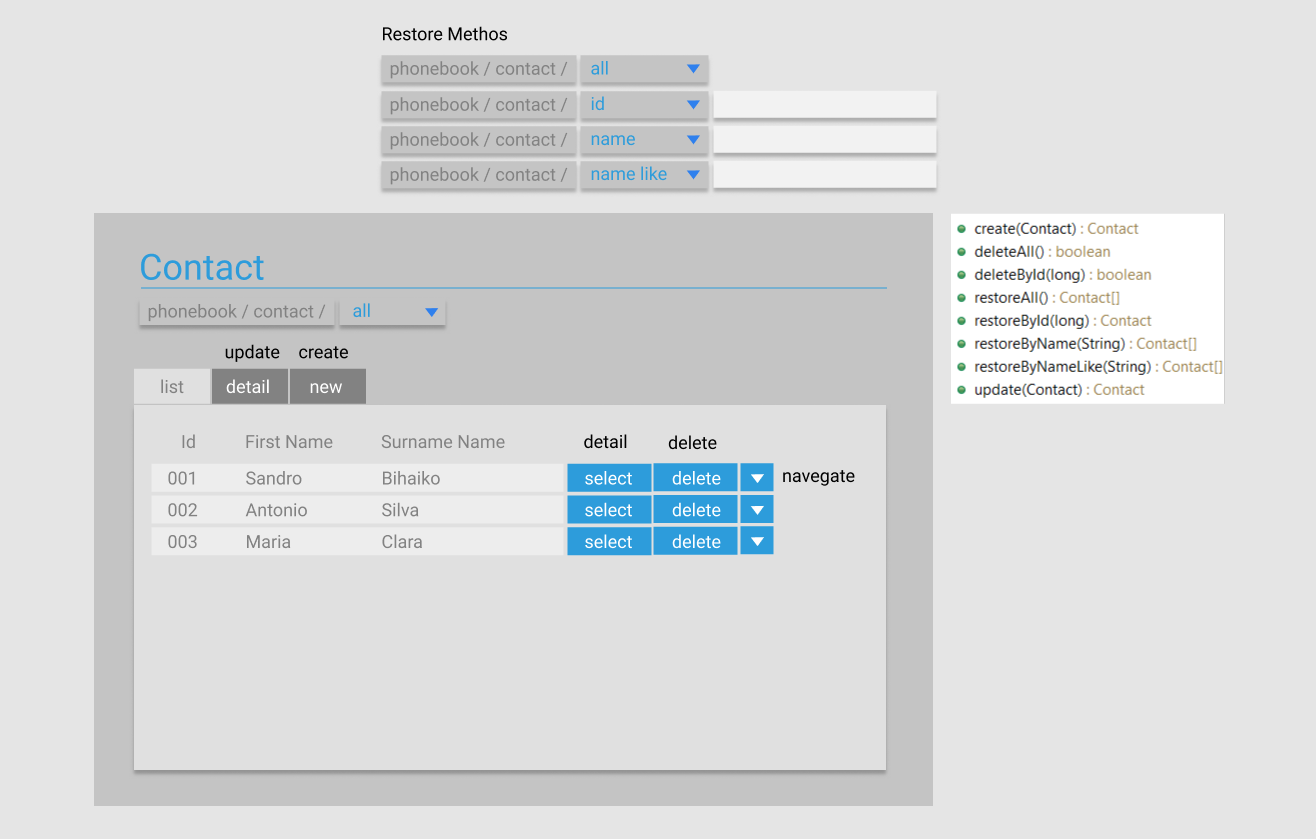 Restore Methos
phonebook / contact / all
phonebook / contact / id
phonebook / contact / name
phonebook / contact / name like
Contact
phonebook / contact / all
update create
list detail new
Id First Name Surname Name detail delete
001 Sandro Bihaiko select delete navegate
002 Antonio Silva select delete
003 Maria Clara select delete
create(Contact) : Contact
deleteAll() : boolean
deleteById(long) : boolean
restoreAll() : Contact[]
restoreById(long) : Contact
restoreByName(String) : Contact[]
restoreByNameLike(String) : Contact[]
update(Contact) : Contact